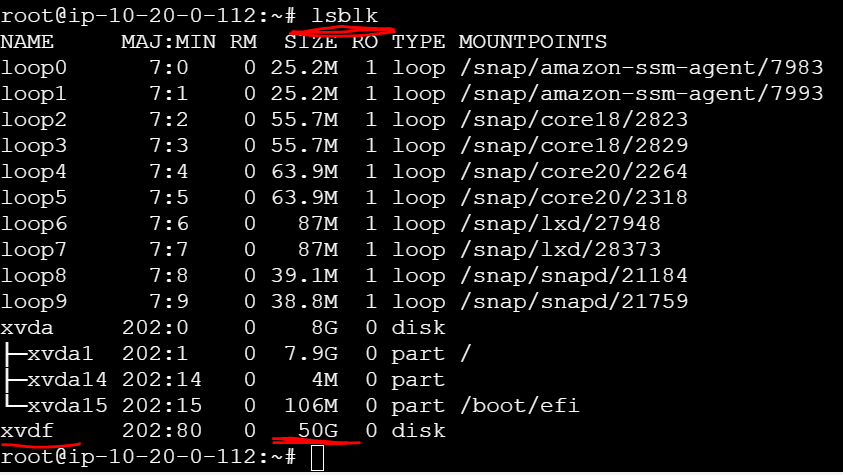 root@ip-10-20-0-112:~# lsblk
NAME     MAJ:MIN RM  SIZE RO TYPE MOUNTPOINTS
loop0      7:0    0 25.2M  1 loop /snap/amazon-ssm-agent/7983
loop1      7:1    0 25.2M  1 loop /snap/amazon-ssm-agent/7993
loop2      7:2    0 55.7M  1 loop /snap/core18/2823
loop3      7:3    0 55.7M  1 loop /snap/core18/2829
loop4      7:4    0 63.9M  1 loop /snap/core20/2264
loop5      7:5    0 63.9M  1 loop /snap/core20/2318
loop6      7:6    0   87M  1 loop /snap/lxd/27948
loop7      7:7    0   87M  1 loop /snap/lxd/28373
loop8      7:8    0 39.1M  1 loop /snap/snapd/21184
loop9      7:9    0 38.8M  1 loop /snap/snapd/21759
xvda     202:0    0    8G  0 disk
├─xvda1  202:1    0  7.9G  0 part /
├─xvda14 202:14   0    4M  0 part
└─xvda15 202:15   0  106M  0 part /boot/efi
xvdf     202:80   0   50G  0 disk
root@ip-10-20-0-112:~#